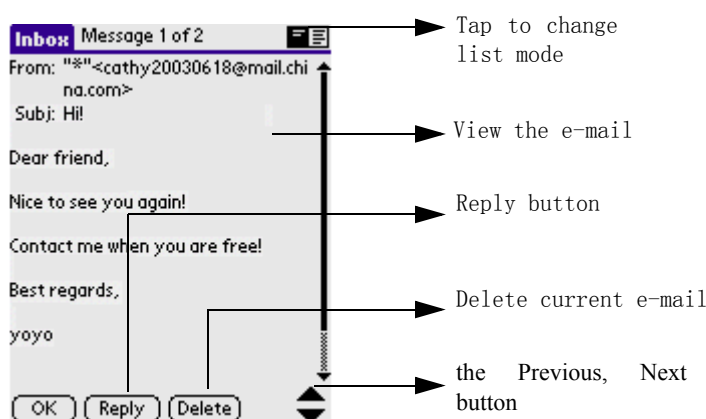 Inbox Message 1 of 2
From: "*"<cathy20030618@mail.chi
na.com>
Subj: Hi!
Dear friend,
Nice to see you again!
Contact me when you are free!
Best regards,
yoyo
OK Reply Delete
Tap to change
list mode
View the e-mail
Reply button
Delete current e-mail
the Previous, Next
button